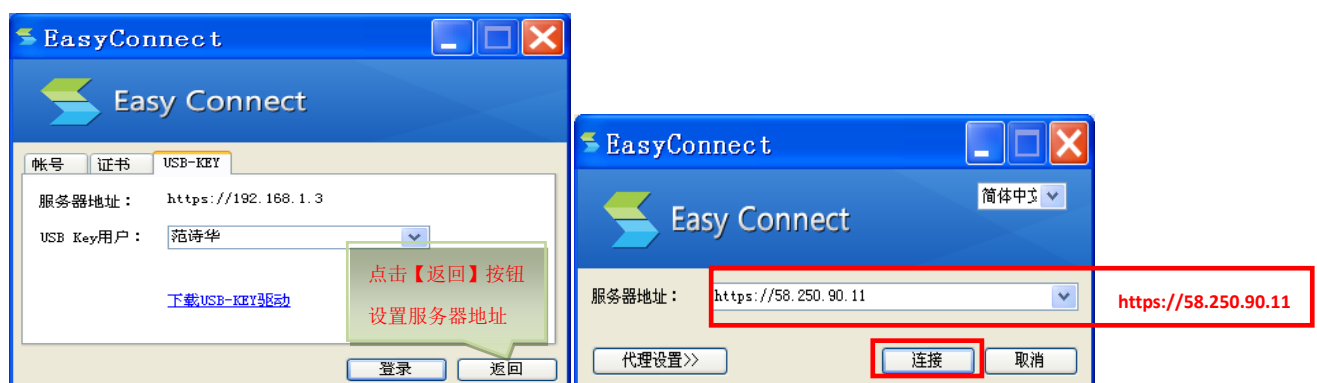 EasyConnect
Easy Connect
帐号 证书 USB-KEY
服务器地址： https://192.168.1.3
USB Key用户： 范诗华
下载USB-KEY驱动
点击【返回】按钮
设置服务器地址
登录 返回
EasyConnect
简体中文
Easy Connect
服务器地址： https://58.250.90.11
https://58.250.90.11
代理设置>> 连接 取消